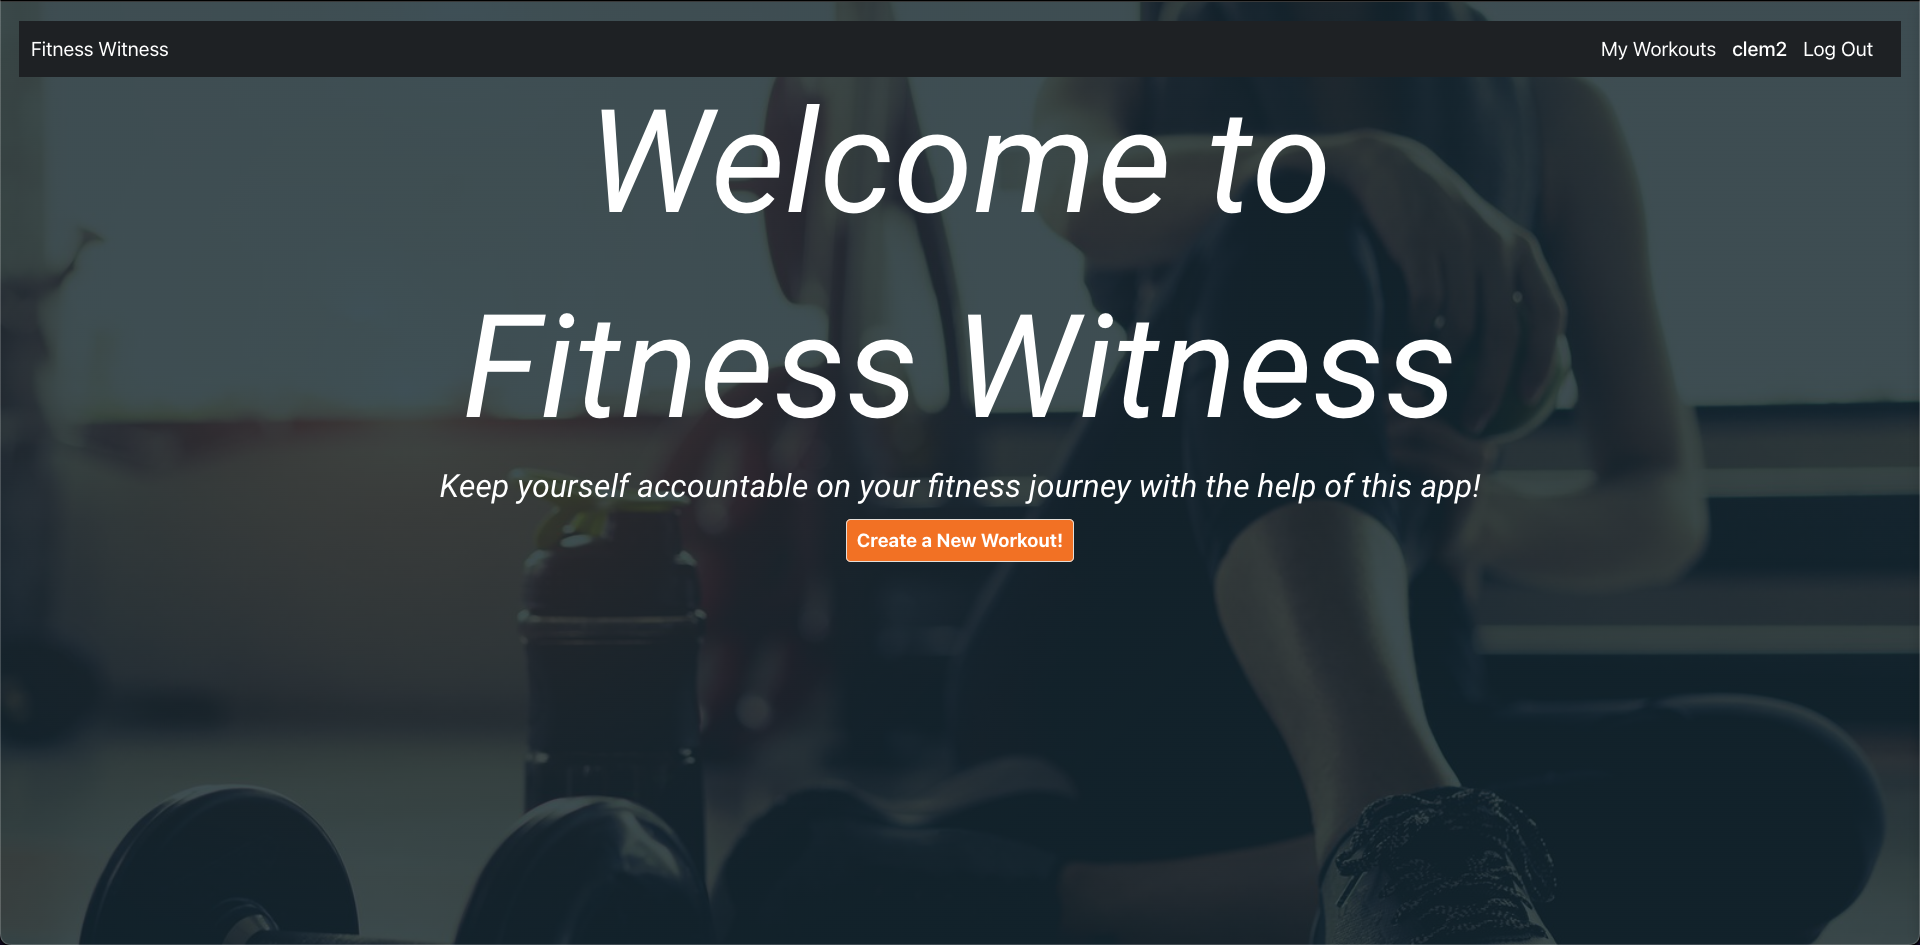 Fitness Witness
My Workouts clem2 Log Out
Welcome to
Fitness Witness
Keep yourself accountable on your fitness journey with the help of this app!
Create a New Workout!